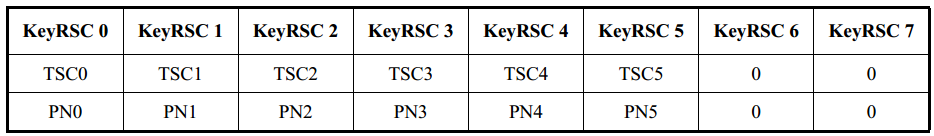 KeyRSC 0 KeyRSC 1 KeyRSC 2 KeyRSC 3 KeyRSC 4 KeyRSC 5 KeyRSC 6 KeyRSC 7
TSC0 TSC1 TSC2 TSC3 TSC4 TSC5 0 0
PN0 PN1 PN2 PN3 PN4 PN5 0 0